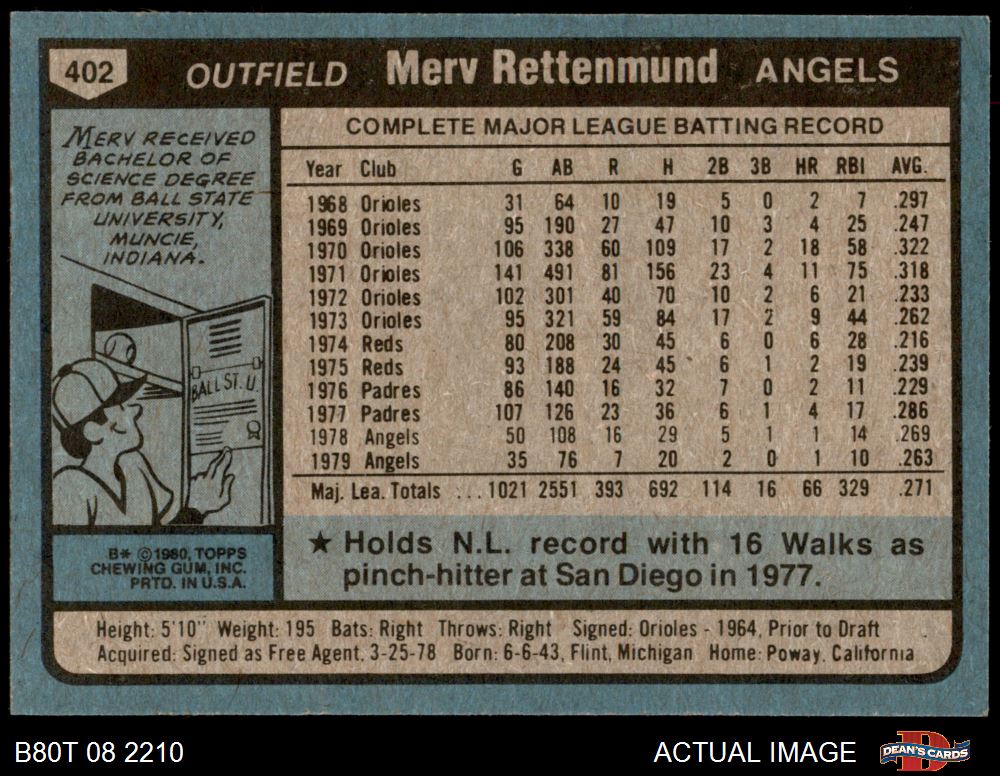 402 OUTFIELD Merv Rettenmund ANGELS
MERV RECEIVED
BACHELOR OF
SCIENCE DEGREE
FROM BALL STATE
UNIVERSITY,
MUNCIE,
INDIANA.
BALL ST. U.
B* ©1980, TOPPS
CHEWING GUM, INC.
PRTD. IN U.S.A.
COMPLETE MAJOR LEAGUE BATTING RECORD
Year Club G AB R H 2B 3B HR RBI AVG.
1968 Orioles 31 64 10 19 5 0 2 7 .297
1969 Orioles 95 190 27 47 10 3 4 25 .247
1970 Orioles 106 338 60 109 17 2 18 58 .322
1971 Orioles 141 491 81 156 23 4 11 75 .318
1972 Orioles 102 301 40 70 10 2 6 21 .233
1973 Orioles 95 321 59 84 17 2 9 44 .262
1974 Reds 80 208 30 45 6 0 6 28 .216
1975 Reds 93 188 24 45 6 1 2 19 .239
1976 Padres 86 140 16 32 7 0 2 11 .229
1977 Padres 107 126 23 36 6 1 4 17 .286
1978 Angels 50 108 16 29 5 1 1 14 .269
1979 Angels 35 76 7 20 2 0 1 10 .263
Maj. Lea. Totals ...1021 2551 393 692 114 16 66 329 .271
★ Holds N.L. record with 16 Walks as
pinch-hitter at San Diego in 1977.
Height: 5'10" Weight: 195 Bats: Right Throws: Right Signed: Orioles - 1964, Prior to Draft
Acquired: Signed as Free Agent, 3-25-78 Born: 6-6-43, Flint, Michigan Home: Poway, California
B80T 08 2210 ACTUAL IMAGE DEAN'S CARDS